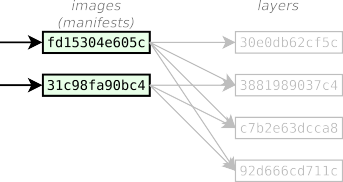 images
(manifests)
layers
fd15304e605c
30e0db62cf5c
31c98fa90bc4
3881989037c4
c7b2e63dcca8
92d666cd711c